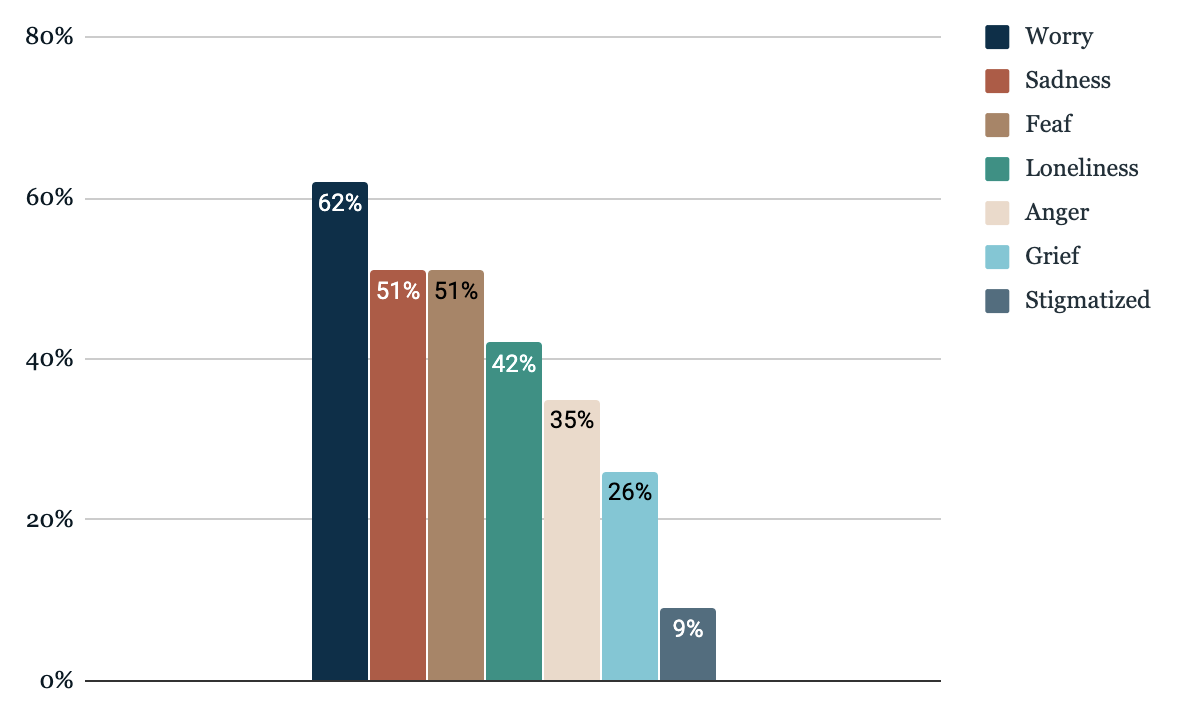 80%
60%
40%
20%
0%
62%
51%
51%
42%
35%
26%
9%
Worry
Sadness
Feaf
Loneliness
Anger
Grief
Stigmatized